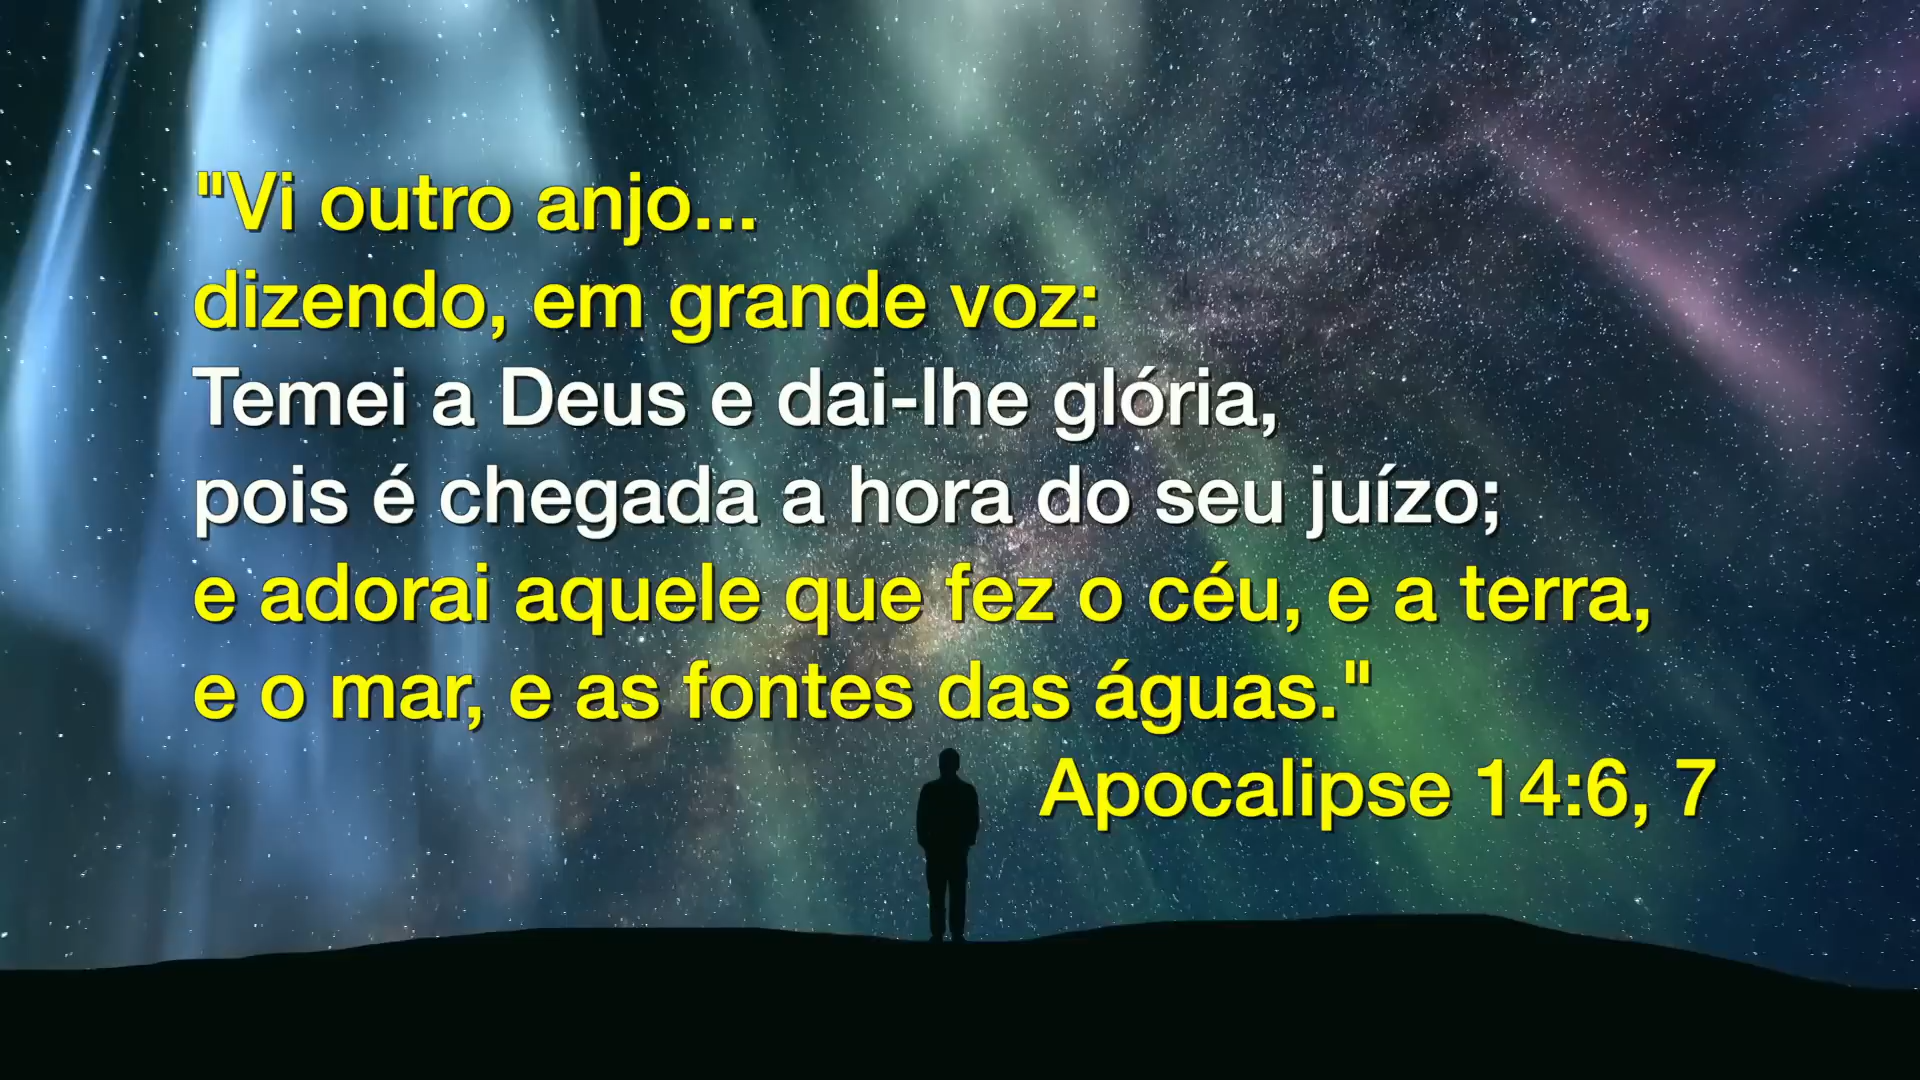 "Vi outro anjo...
dizendo, em grande voz:
Temei a Deus e dai-lhe glória,
pois é chegada a hora do seu juízo;
e adorai aquele que fez o céu, e a terra,
e o mar, e as fontes das águas."
Apocalipse 14:6, 7